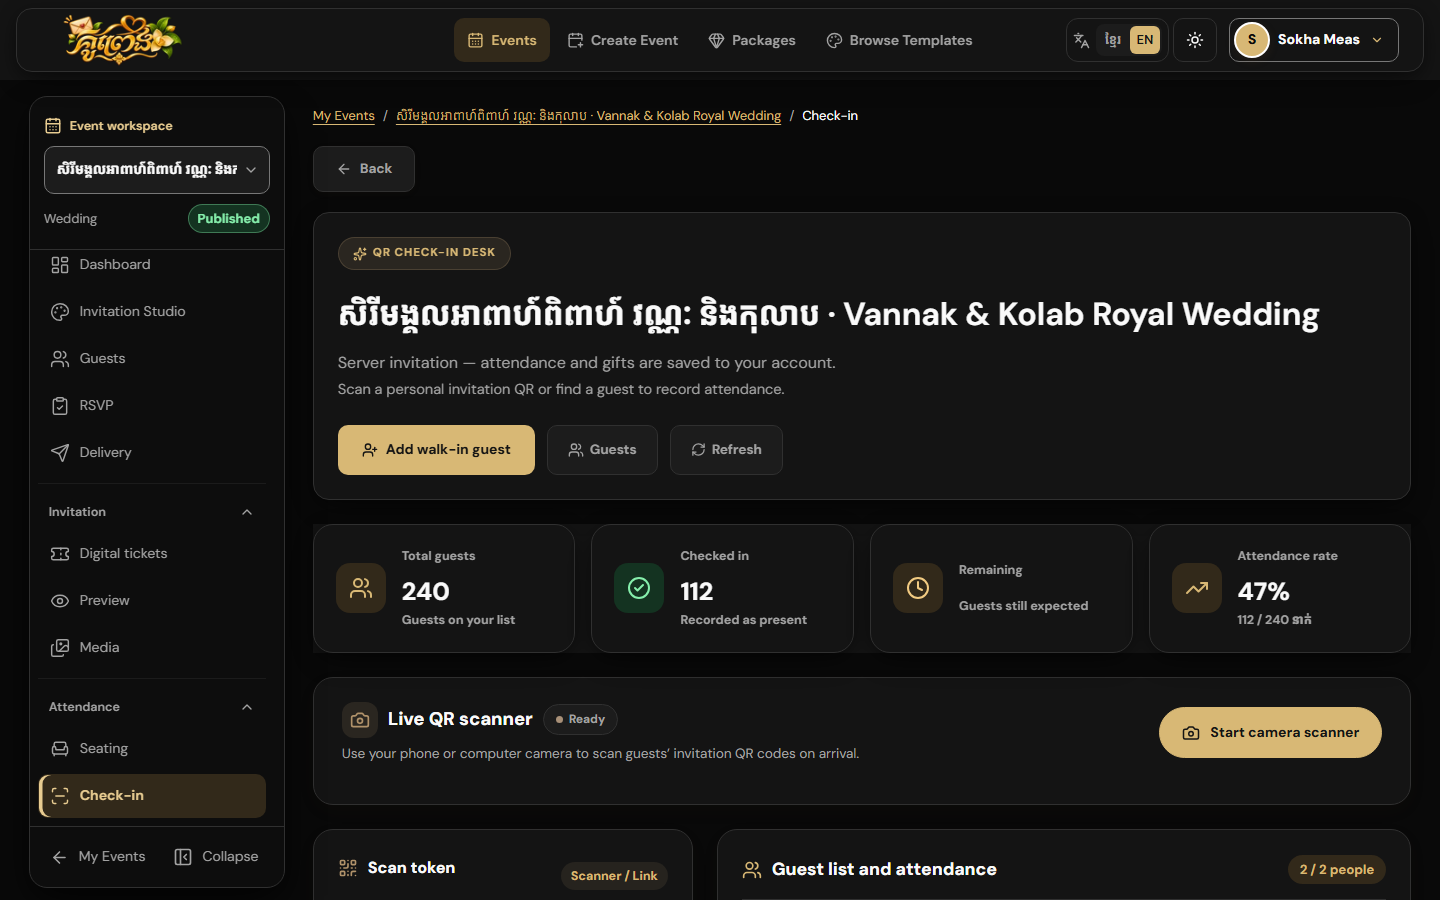 គូព្រេង
Events
Create Event
Packages
Browse Templates
ខ្មែរ
EN
S
Sokha Meas
Event workspace
សិរីមង្គលអាពាហ៍ពិពាហ៍ វណ្ណៈ និងក
Wedding
Published
Dashboard
Invitation Studio
Guests
RSVP
Delivery
Invitation
Digital tickets
Preview
Media
Attendance
Seating
Check-in
My Events
Collapse
My Events / សិរីមង្គលអាពាហ៍ពិពាហ៍ វណ្ណៈ និងកុលាប · Vannak & Kolab Royal Wedding / Check-in
Back
QR CHECK-IN DESK
សិរីមង្គលអាពាហ៍ពិពាហ៍ វណ្ណៈ និងកុលាប · Vannak & Kolab Royal Wedding
Server invitation — attendance and gifts are saved to your account.
Scan a personal invitation QR or find a guest to record attendance.
Add walk-in guest
Guests
Refresh
Total guests
240
Guests on your list
Checked in
112
Recorded as present
Remaining
Guests still expected
Attendance rate
47%
112 / 240 នាក់
Live QR scanner
Ready
Use your phone or computer camera to scan guests’ invitation QR codes on arrival.
Start camera scanner
Scan token
Scanner / Link
Guest list and attendance
2 / 2 people